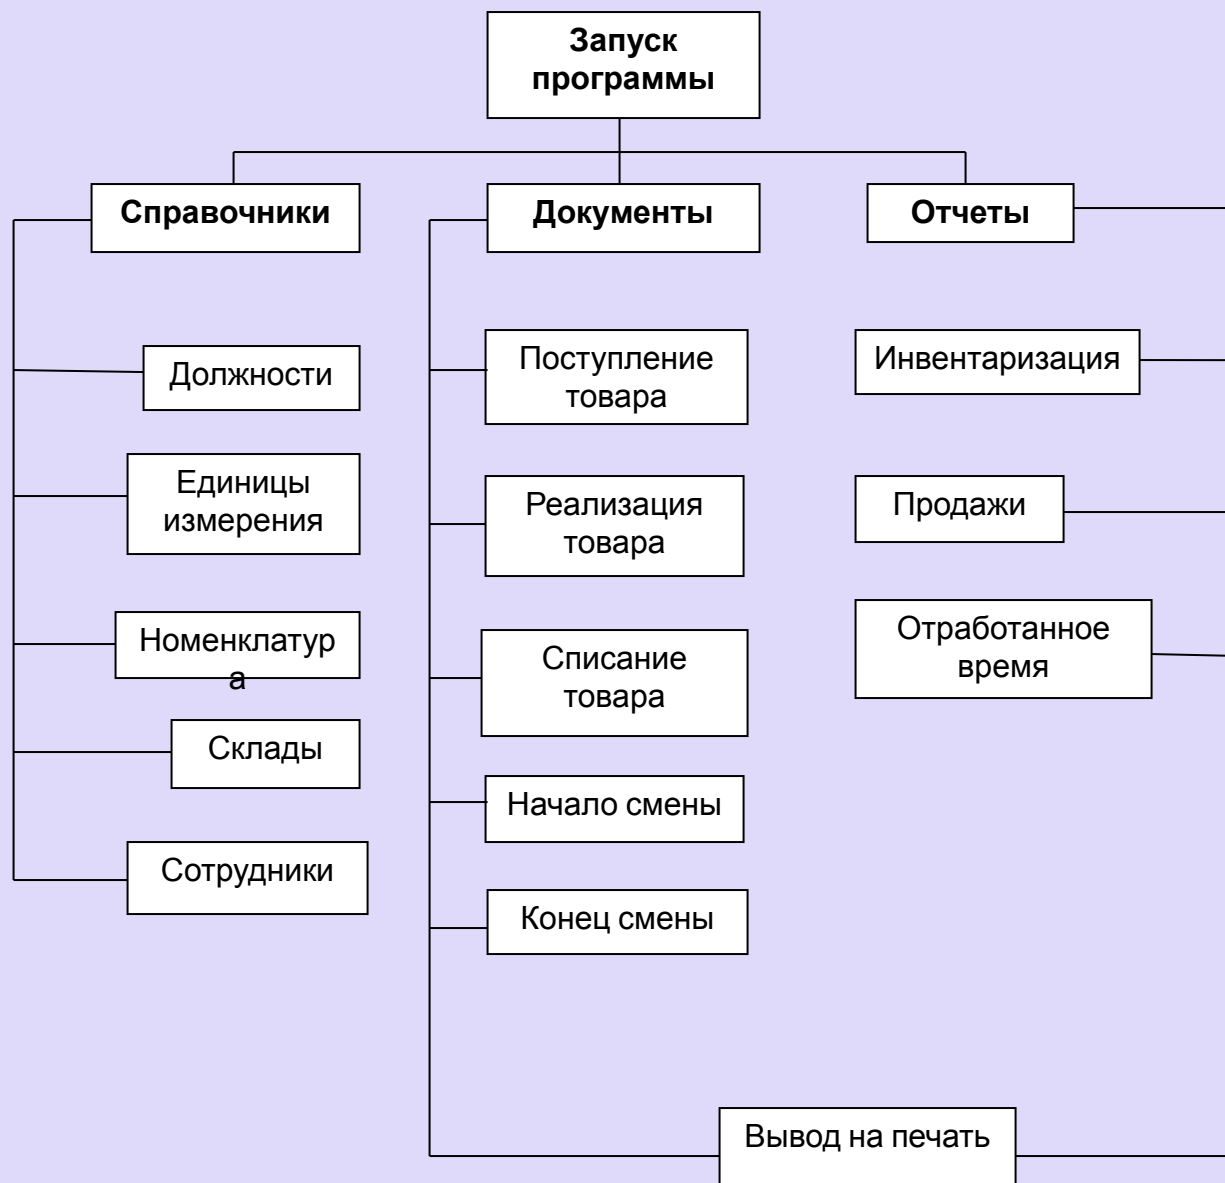 Запуск
программы
Справочники
Документы
Отчеты
Должности
Единицы
измерения
Номенклатур
а
Склады
Сотрудники
Поступление
товара
Реализация
товара
Списание
товара
Начало смены
Конец смены
Инвентаризация
Продажи
Отработанное
время
Вывод на печать